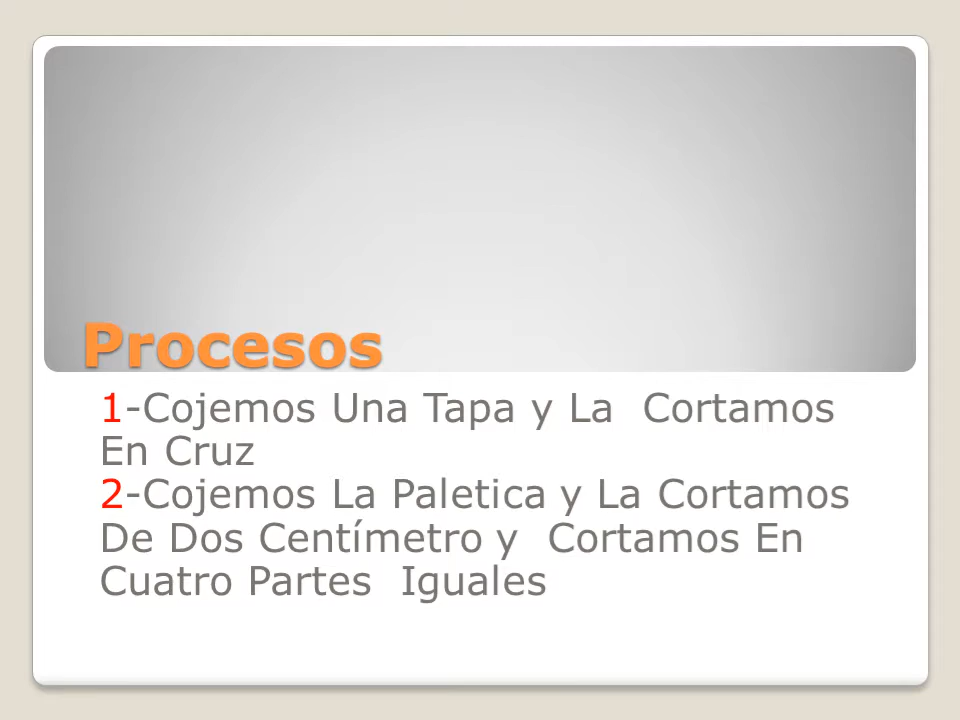 Procesos
1-Cojemos Una Tapa y La  Cortamos
En Cruz
2-Cojemos La Paletica y La Cortamos
De Dos Centímetro y  Cortamos En
Cuatro Partes  Iguales